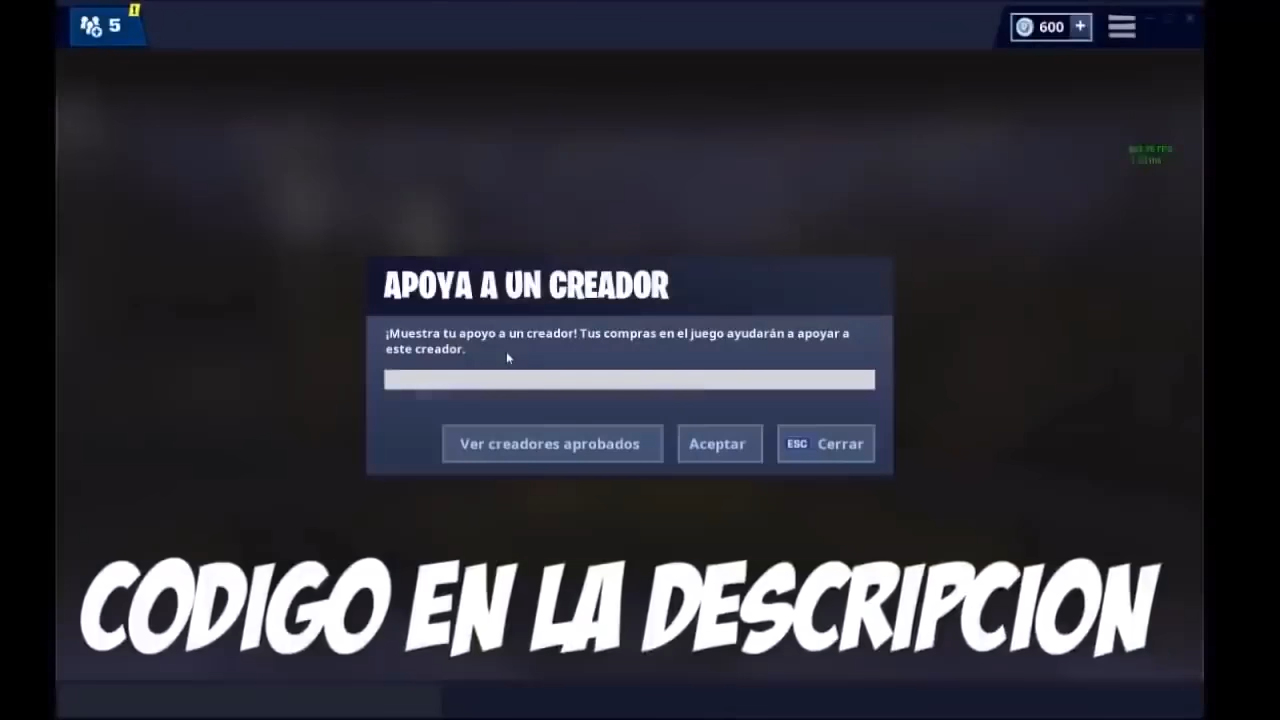 5
!
600 +
APOYA A UN CREADOR
¡Muestra tu apoyo a un creador! Tus compras en el juego ayudarán a apoyar a
este creador.
Ver creadores aprobados
Aceptar
ESC Cerrar
CODIGO EN LA DESCRIPCION